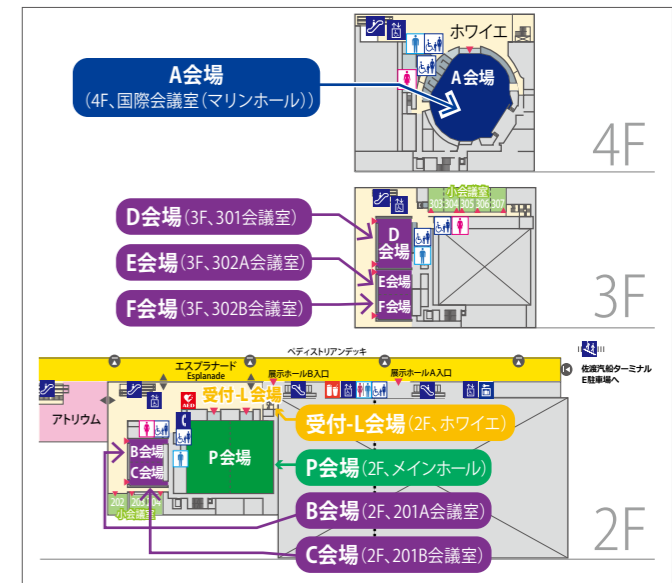 ホワイエ
A会場
A会場
(4F、国際会議室(マリンホール))
4F
小会議室
303 304 305 306 307
D会場(3F、301会議室)
D
会場
E会場(3F、302A会議室)
E会場
F会場(3F、302B会議室)
F会場
3F
ペディストリアンデッキ
エスプラナード
Esplanade
展示ホールB入口
展示ホールA入口
佐渡汽船ターミナル
E駐車場へ
アトリウム
AED
受付-L会場
受付-L会場(2F、ホワイエ)
B会場
C会場
P会場
P会場(2F、メインホール)
202 203 204
小会議室
B会場(2F、201A会議室)
C会場(2F、201B会議室)
2F